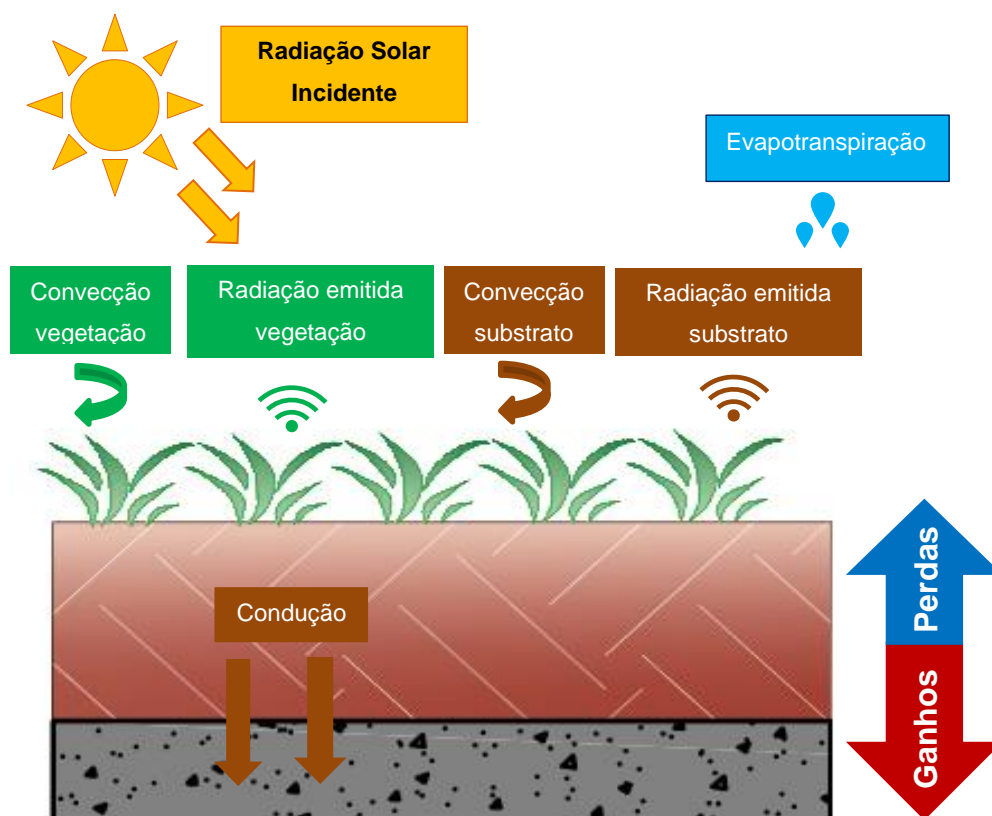 Radiação Solar
Incidente
Evapotranspiração
Convecção
vegetação
Radiação emitida
vegetação
Convecção
substrato
Radiação emitida
substrato
Condução
Perdas
Ganhos